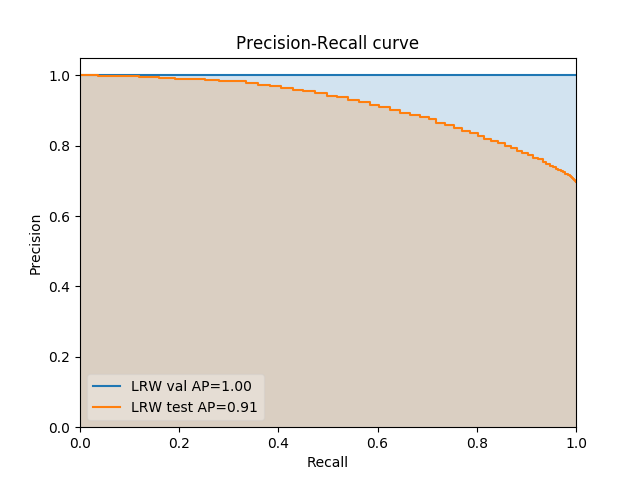 Precision-Recall curve
1.0
0.8
0.6
0.4
0.2
0.0
Precision
LRW val AP=1.00
LRW test AP=0.91
0.0 0.2 0.4 0.6 0.8 1.0
Recall